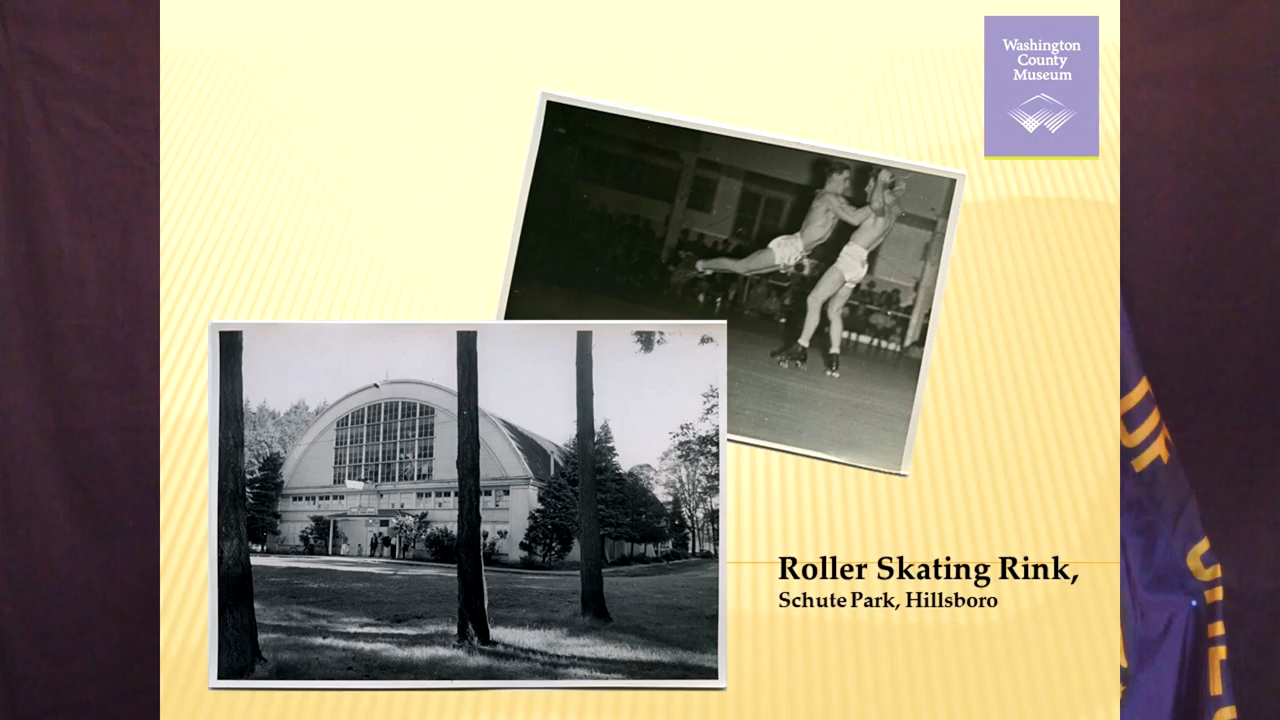 Washington
County
Museum
Roller Skating Rink,
Schute Park, Hillsboro